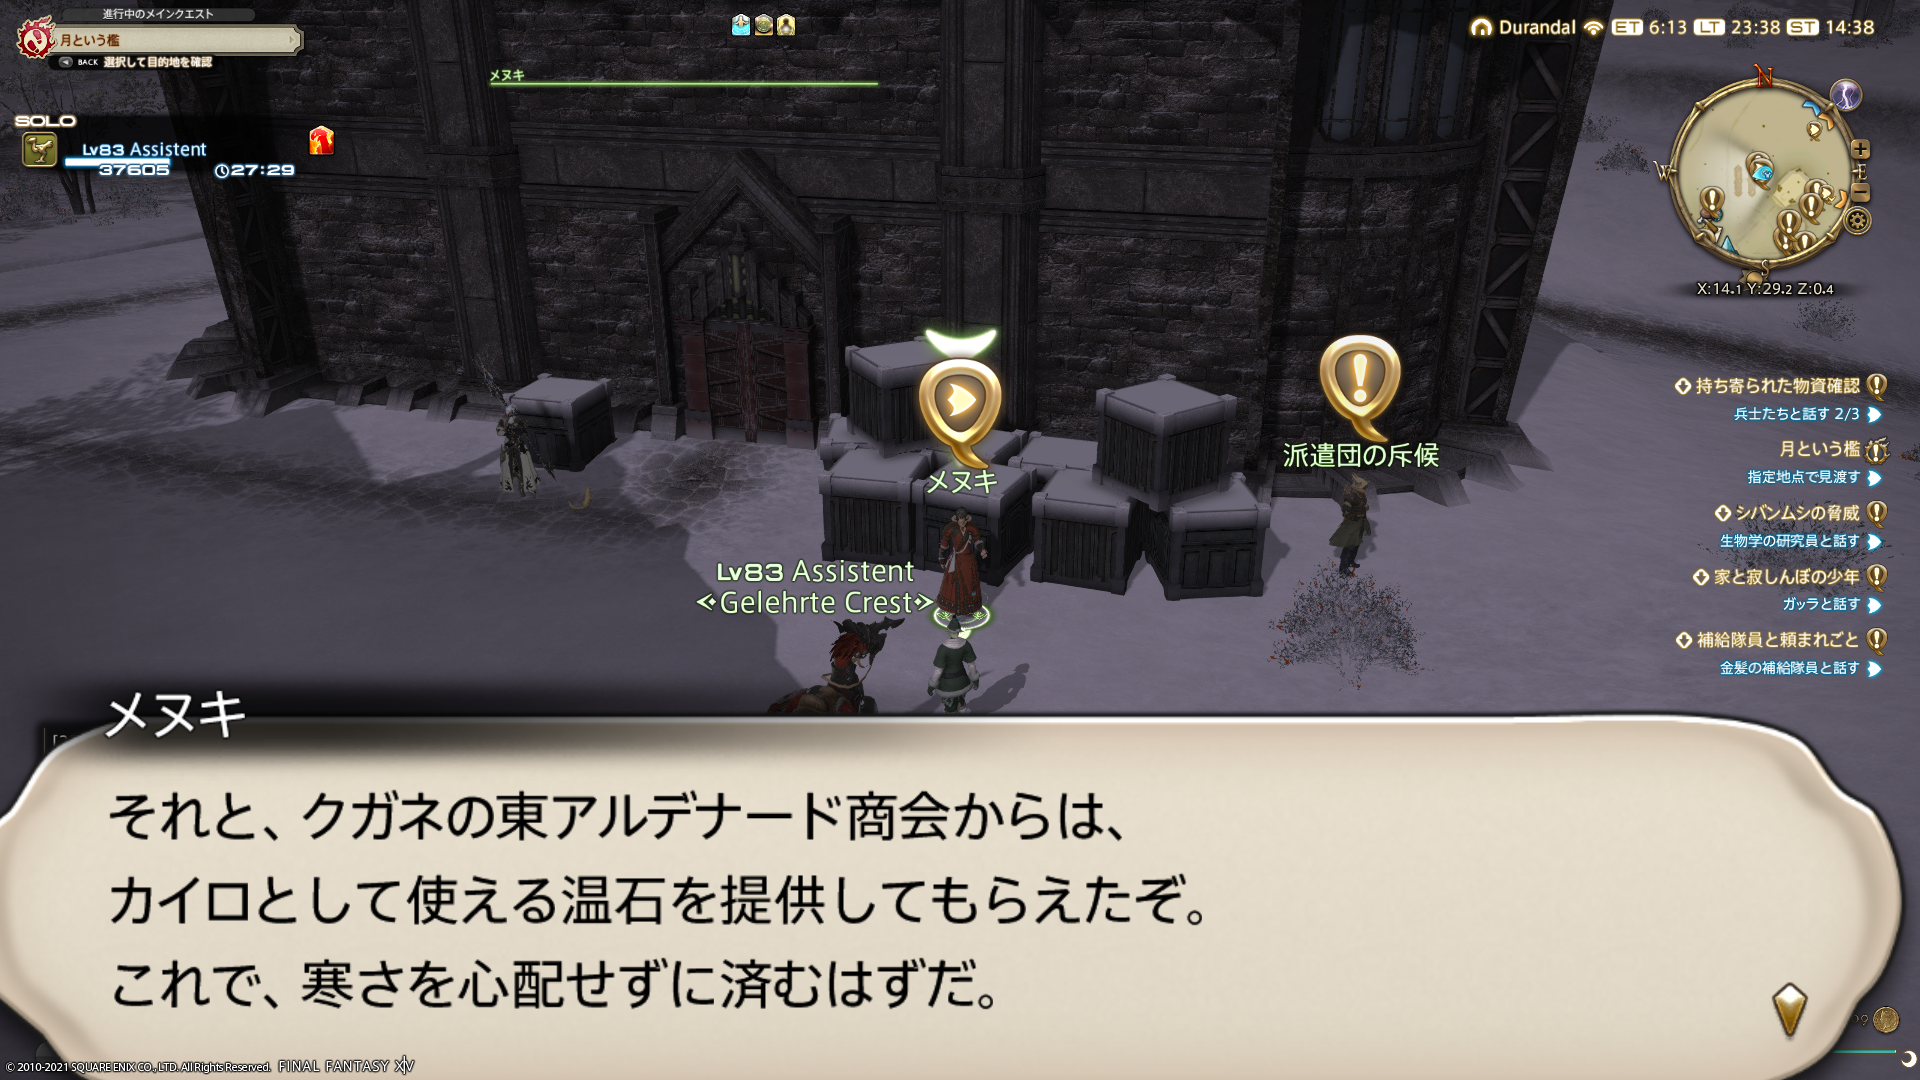 進行中のメインクエスト
月という檻
BACK 選択して目的地を確認
SOLO
Lv83 Assistent
37605
27:29
メヌキ
Durandal ET 6:13 LT 23:38 ST 14:38
N
W
E
S
X:14.1 Y:29.2 Z:0.4
持ち寄られた物資確認
兵士たちと話す 2/3
月という檻
指定地点で見渡す
シバンムシの脅威
生物学の研究員と話す
家と寂しんぼの少年
ガッラと話す
補給隊員と頼まれごと
金髪の補給隊員と話す
メヌキ
派遣団の斥候
Lv83 Assistent
«Gelehrte Crest»
メヌキ
それと、クガネの東アルデナード商会からは、
カイロとして使える温石を提供してもらえたぞ。
これで、寒さを心配せずに済むはずだ。
© 2010-2021 SQUARE ENIX CO., LTD. All Rights Reserved. FINAL FANTASY XIV